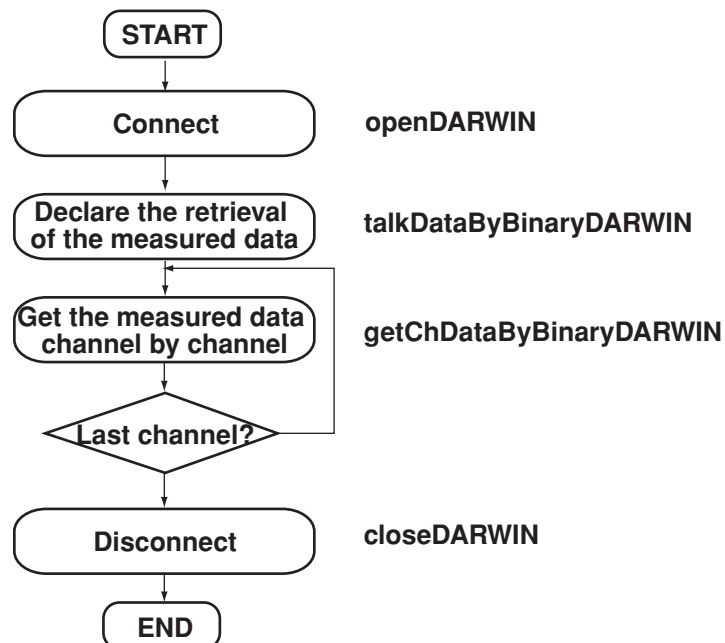 START
Connect
openDARWIN
Declare the retrieval
of the measured data
talkDataByBinaryDARWIN
Get the measured data
channel by channel
getChDataByBinaryDARWIN
Last channel?
Disconnect
closeDARWIN
END